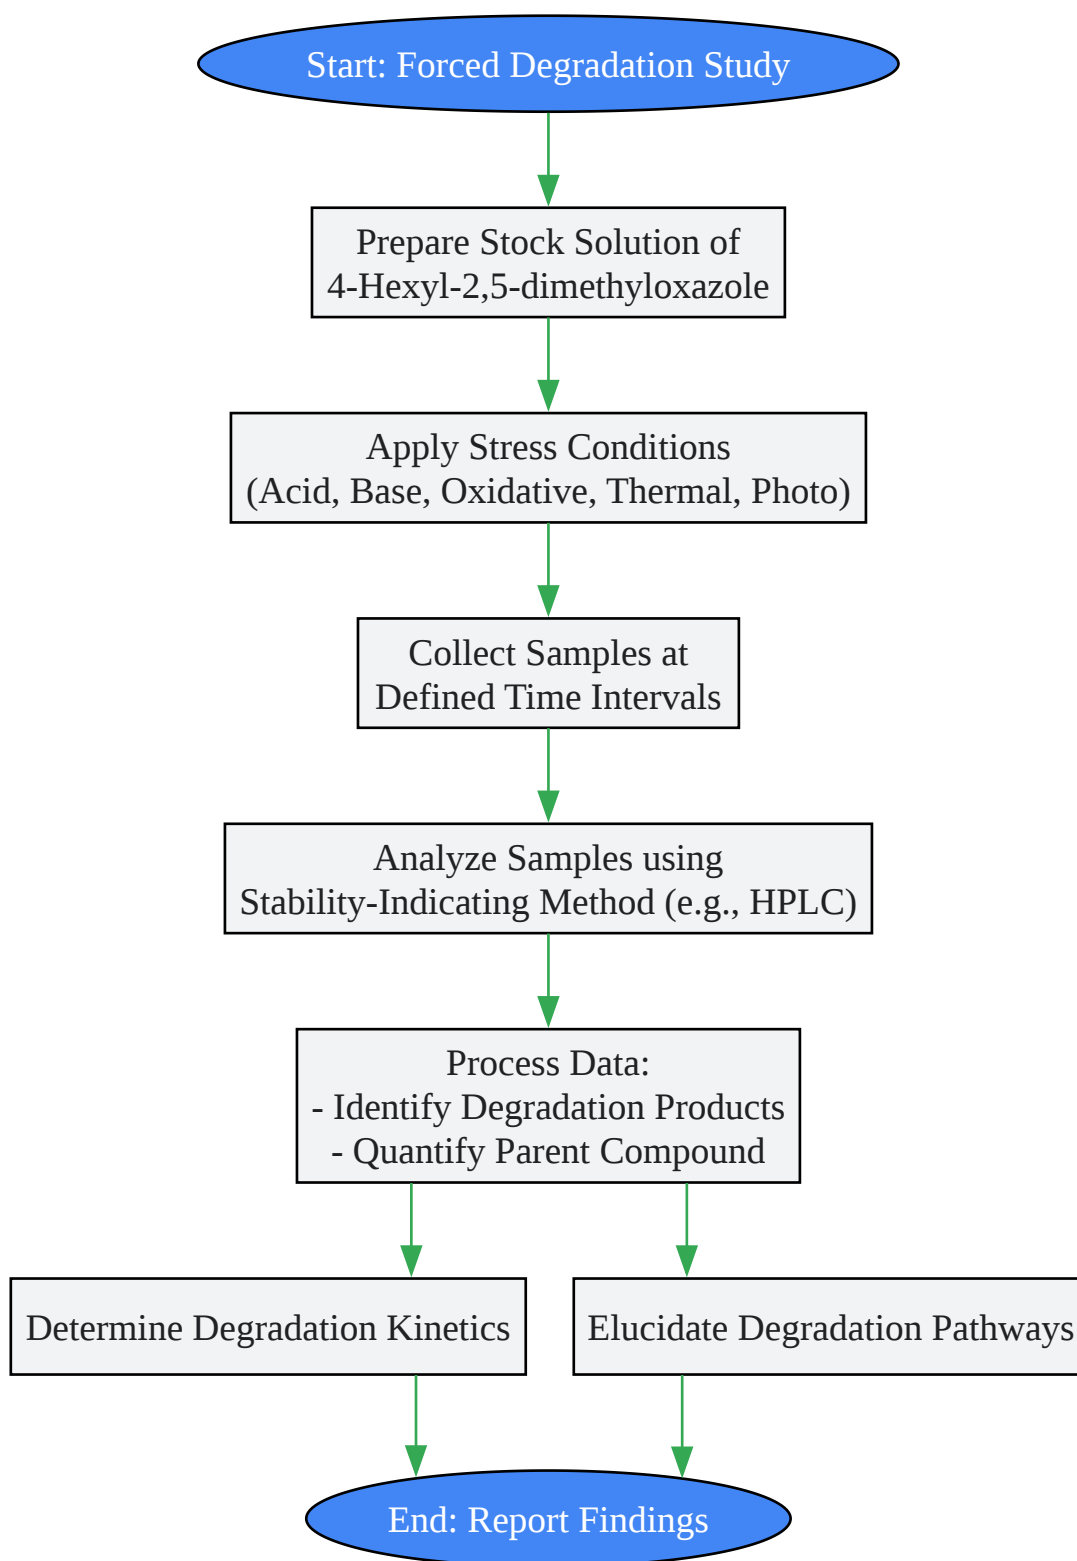 Start: Forced Degradation Study
Prepare Stock Solution of
4-Hexyl-2,5-dimethyloxazole
Apply Stress Conditions
(Acid, Base, Oxidative, Thermal, Photo)
Collect Samples at
Defined Time Intervals
Analyze Samples using
Stability-Indicating Method (e.g., HPLC)
Process Data:
- Identify Degradation Products
- Quantify Parent Compound
Determine Degradation Kinetics
Elucidate Degradation Pathways
End: Report Findings